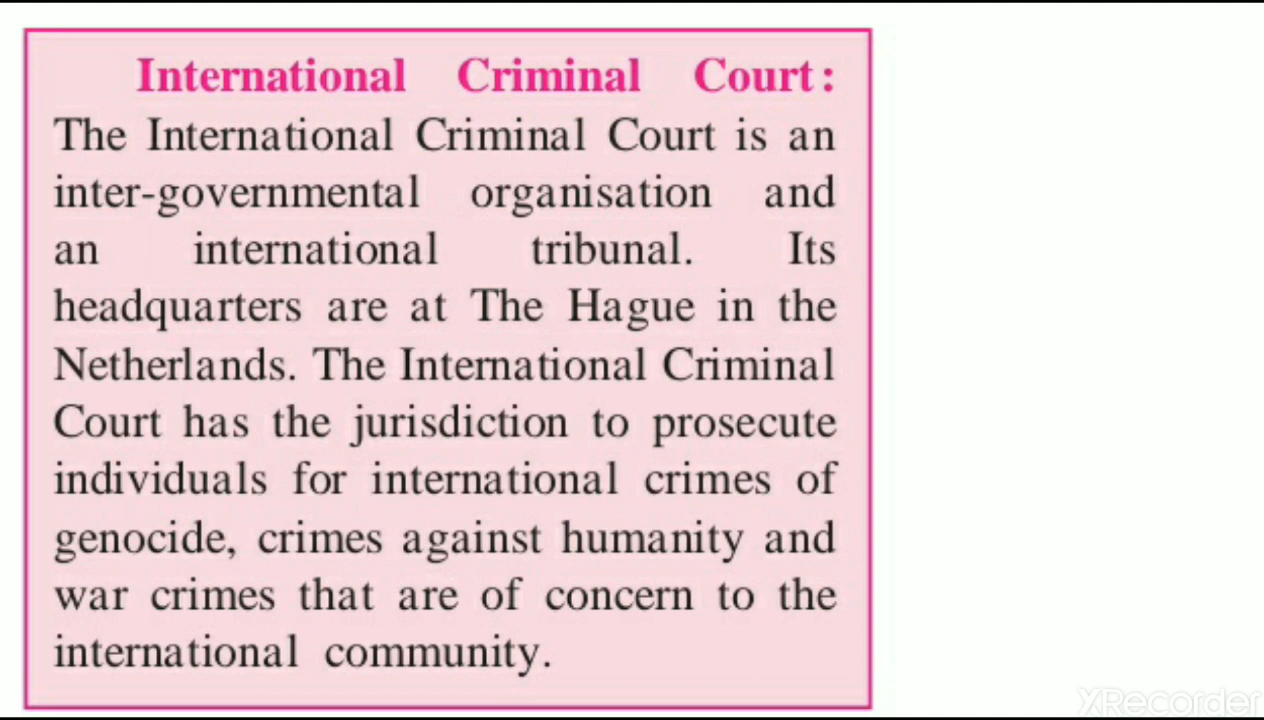 International Criminal Court:
The International Criminal Court is an
inter-governmental organisation and
an international tribunal. Its
headquarters are at The Hague in the
Netherlands. The International Criminal
Court has the jurisdiction to prosecute
individuals for international crimes of
genocide, crimes against humanity and
war crimes that are of concern to the
international community.
XRecorder